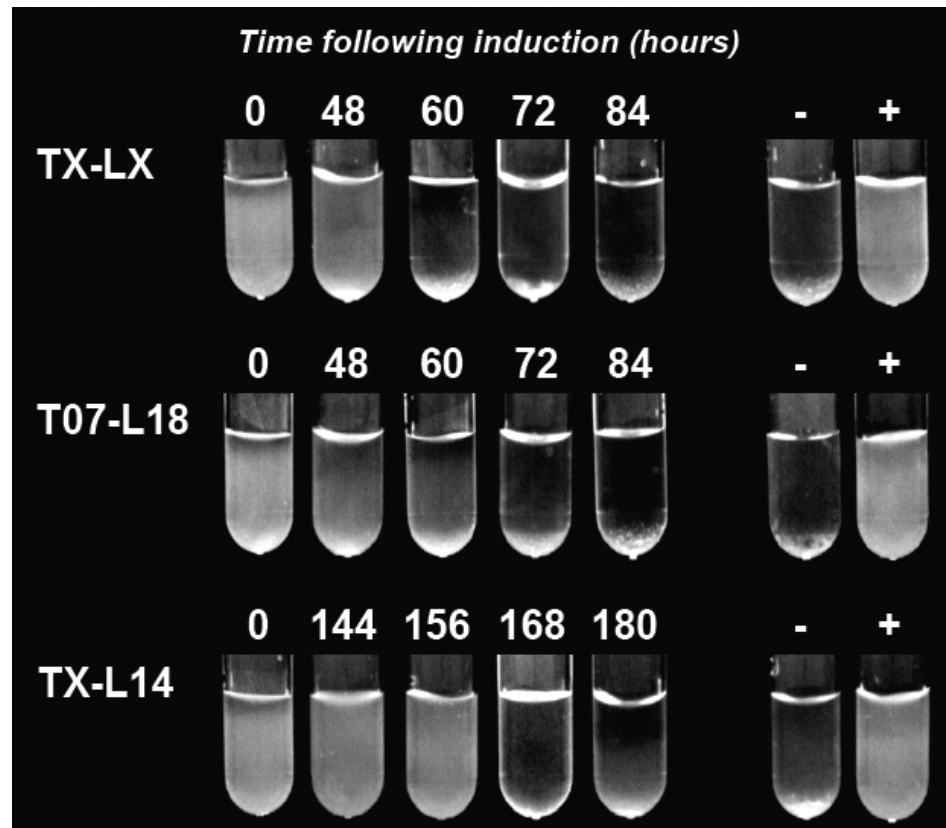 Time following induction (hours)
0 48 60 72 84 - +
TX-LX
0 48 60 72 84 - +
T07-L18
0 144 156 168 180 - +
TX-L14